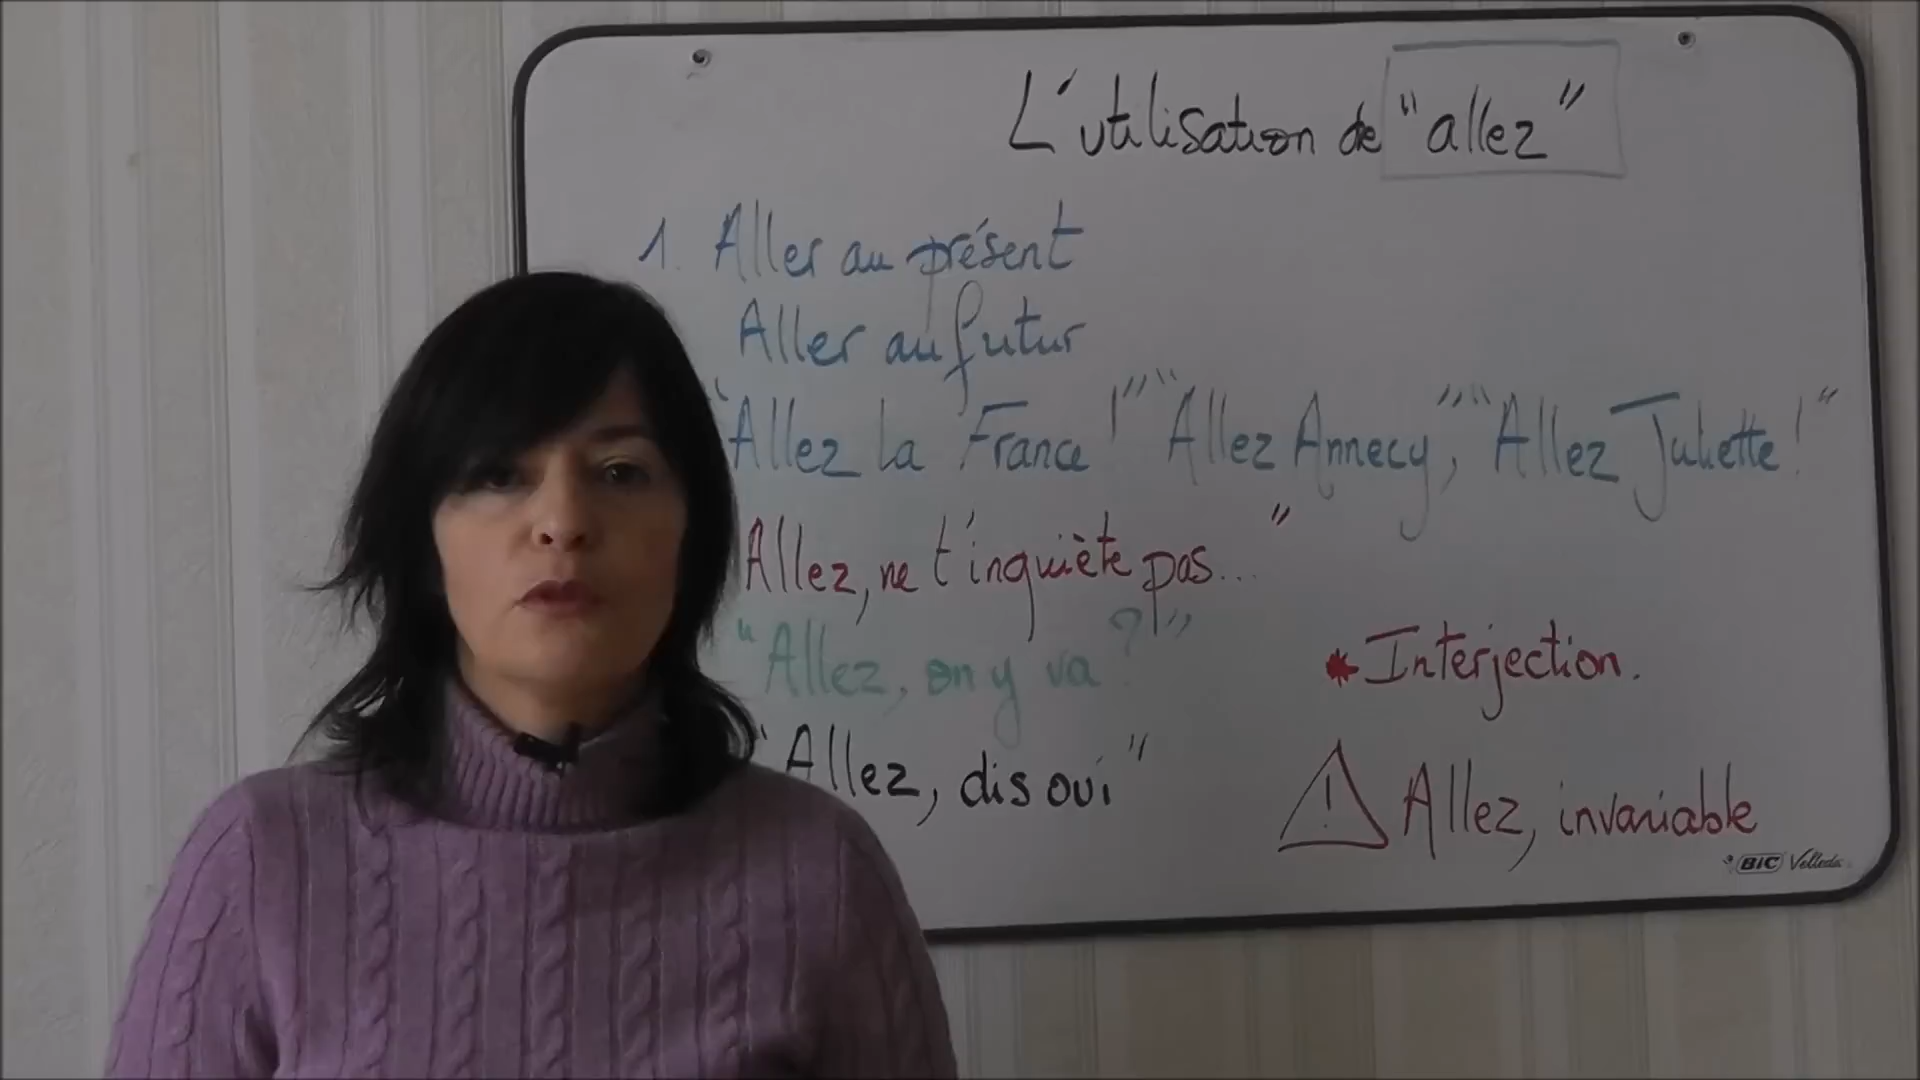 L'utilisation de "allez"
1. Aller au présent
Aller au futur
"Allez la France!" "Allez Annecy", "Allez Juliette!"
Allez, ne t'inquiète pas..."
"Allez, on y va?"
* Interjection.
"Allez, dis oui"
! Allez, invariable
BIC Velleda